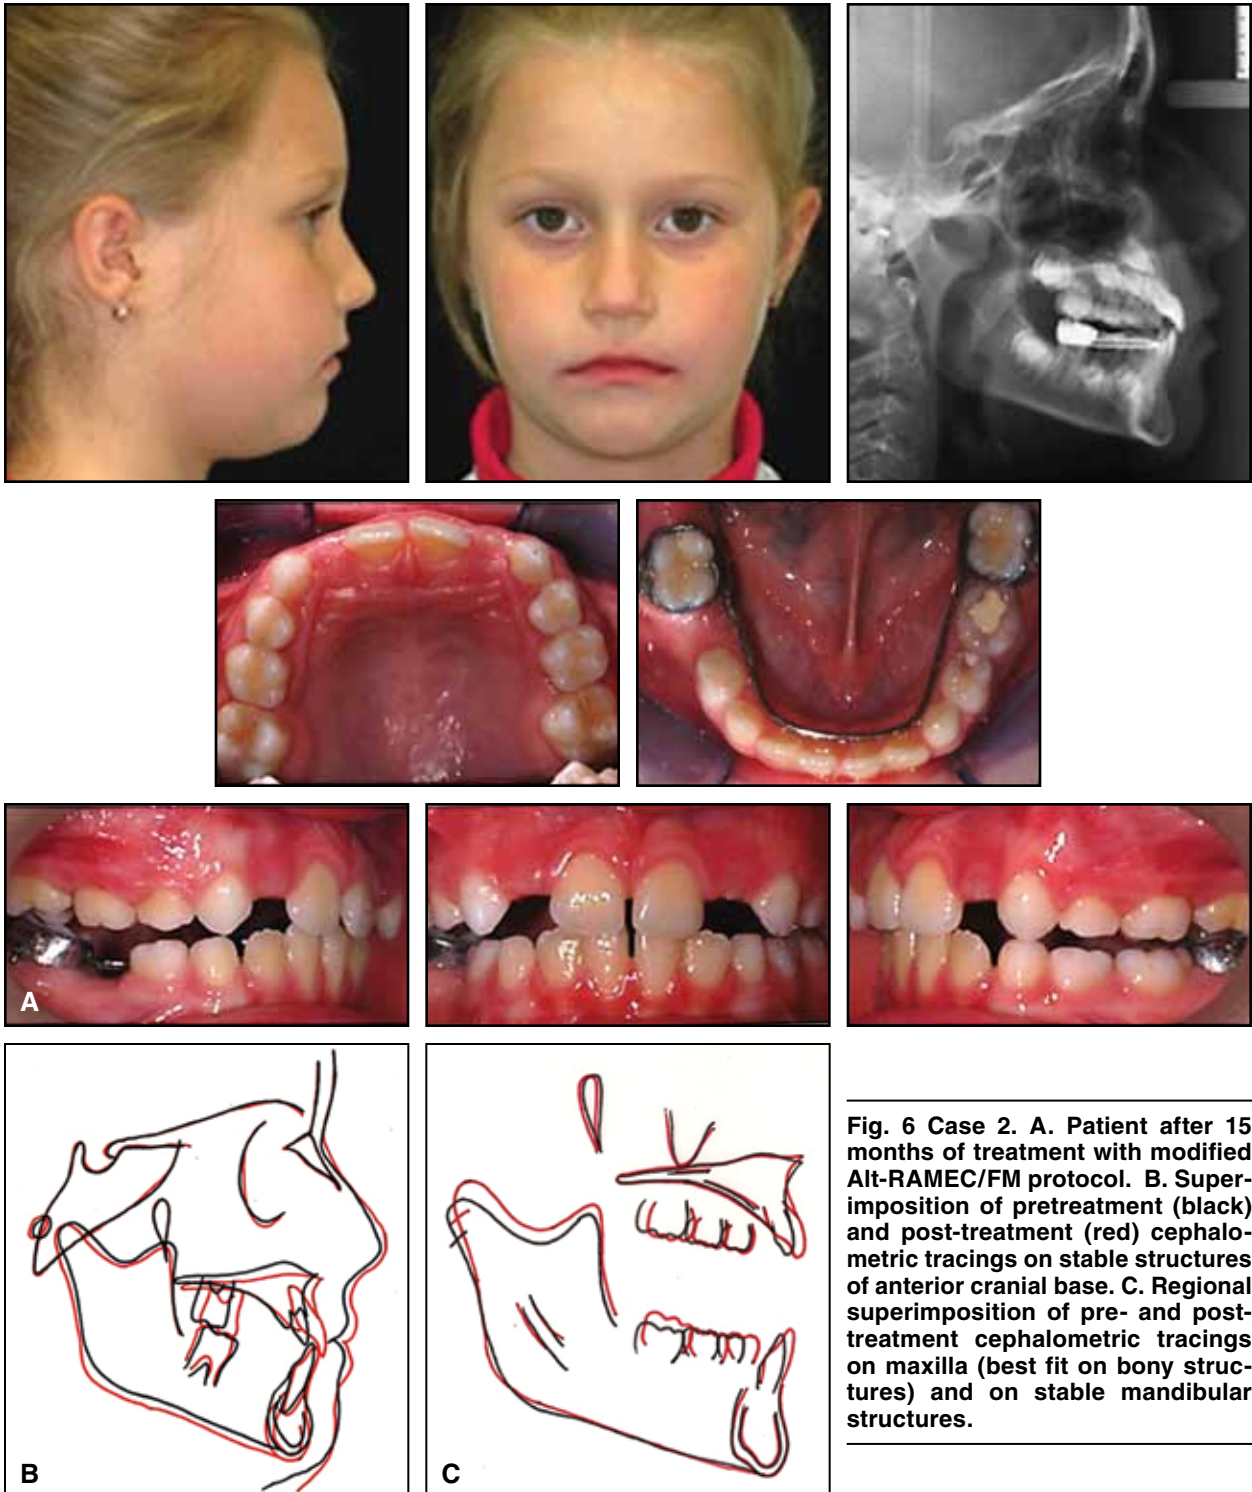 A
B
C
Fig. 6 Case 2. A. Patient after 15
months of treatment with modified
Alt-RAMEC/FM protocol. B. Super-
imposition of pretreatment (black)
and post-treatment (red) cephalo-
metric tracings on stable structures
of anterior cranial base. C. Regional
superimposition of pre- and post-
treatment cephalometric tracings
on maxilla (best fit on bony struc-
tures) and on stable mandibular
structures.